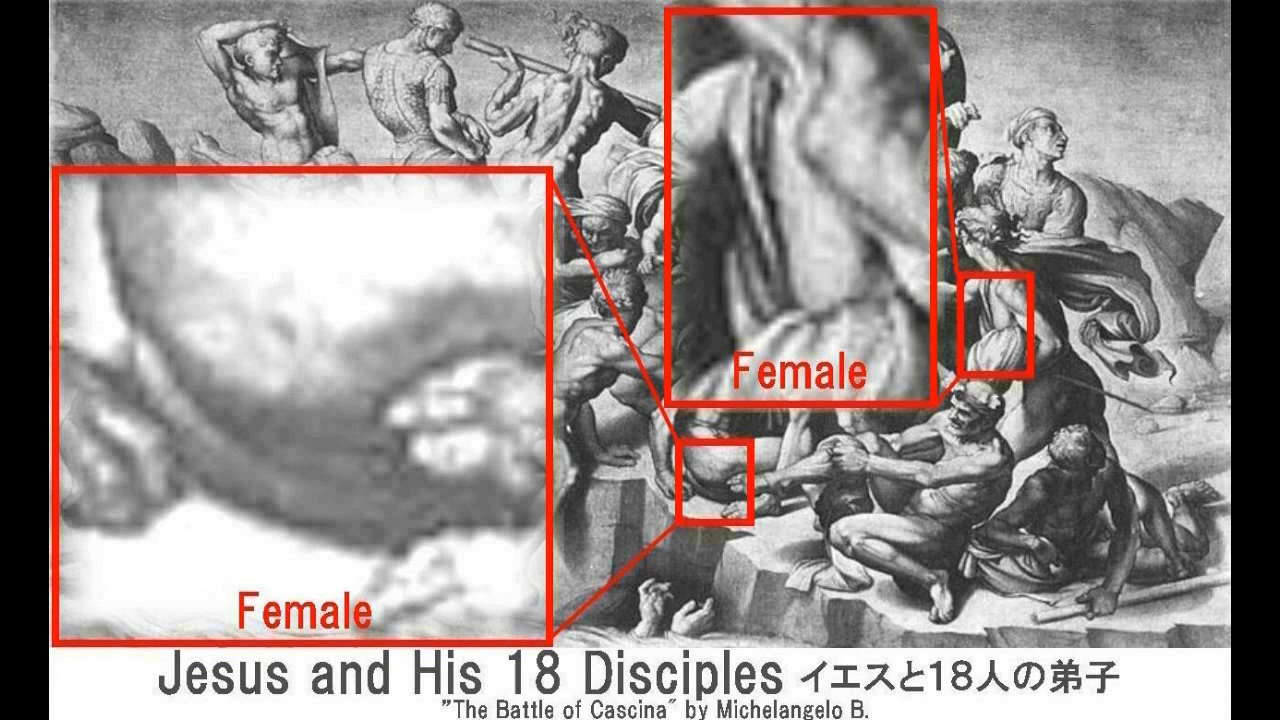 Female
Female
Jesus and His 18 Disciples イエスと18人の弟子
"The Battle of Cascina" by Michelangelo B.